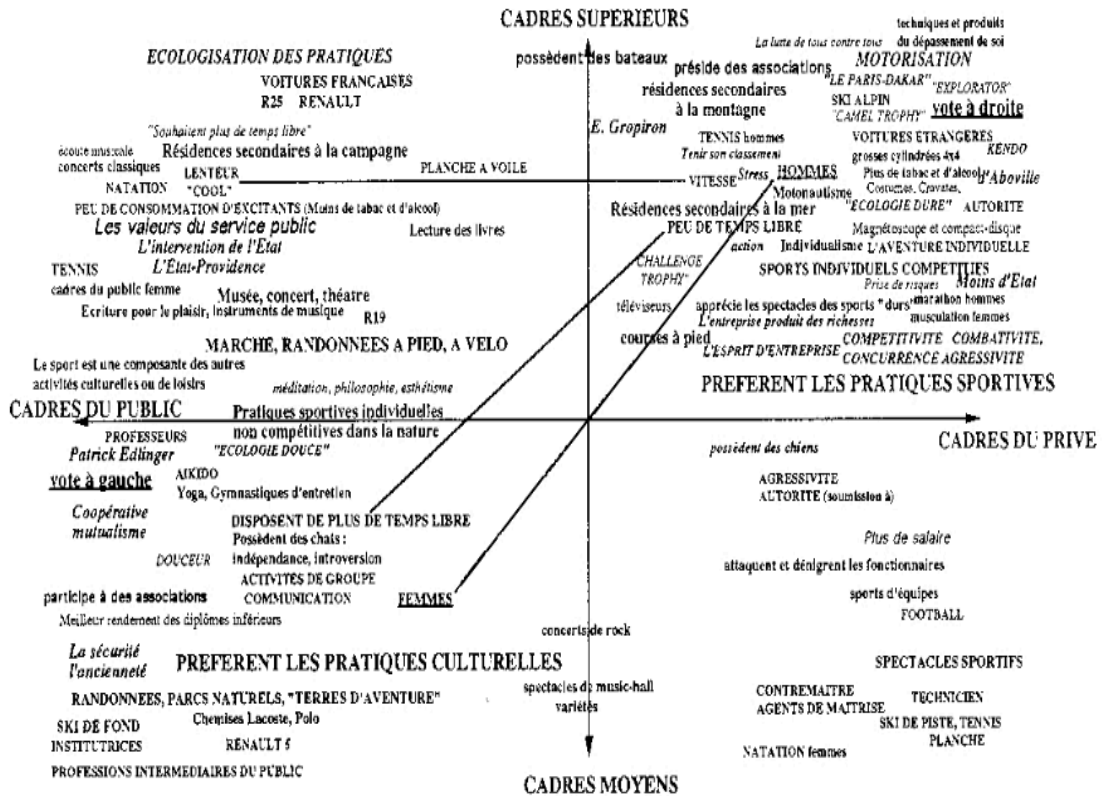 CADRES SUPERIEURS
techniques et produits
du dépassement de soi
La lutte de tous contre tous
ECOLOGISATION DES PRATIQUES
possèdent des bateaux
MOTORISATION
préside des associations
VOITURES FRANÇAISES
"LE PARIS-DAKAR"
"EXPLORATOR"
R25 RENAULT
résidences secondaires
à la montagne
SKI ALPIN
"CAMEL TROPHY"
vote à droite
"Souhaitent plus de temps libre"
E. Gropiron
TENNIS hommes
VOITURES ETRANGERES
KENDO
écoute musicale
concerts classiques
Résidences secondaires à la campagne
Tenir son classement
grosses cylindrées 4x4
LENTEUR
PLANCHE A VOILE
"COOL"
VITESSE
Stress
HOMMES
Plus de tabac et d'alcool
d'Aboville
NATATION
Motonautisme
Costumes, Cravates,
PEU DE CONSOMMATION D'EXCITANTS (Moins de tabac et d'alcool)
Résidences secondaires à la mer
"ECOLOGIE DURE"
AUTORITE
Les valeurs du service public
Lecture des livres
PEU DE TEMPS LIBRE
Magnétoscope et compact-disque
L'intervention de l'Etat
action
Individualisme
L'AVENTURE INDIVIDUELLE
TENNIS
L'État-Providence
"CHALLENGE
TROPHY"
SPORTS INDIVIDUELS COMPETITIFS
cadres du public femme
Prise de risques
Moins d'Etat
Musée, concert, théatre
téléviseurs
apprécie les spectacles des sports "durs"
marathon hommes
Ecriture pour le plaisir, instruments de musique
R19
L'entreprise produit des richesses
musculation femmes
MARCHE, RANDONNEES A PIED, A VELO
courses à pied
L'ESPRIT D'ENTREPRISE
COMPETITIVITE COMBATIVITE,
CONCURRENCE AGRESSIVITE
Le sport est une composante des autres
activités culturelles ou de loisirs
méditation, philosophie, esthétisme
PREFERENT LES PRATIQUES SPORTIVES
CADRES DU PUBLIC
Pratiques sportives individuelles
non compétitives dans la nature
CADRES DU PRIVE
PROFESSEURS
Patrick Edlinger
"ECOLOGIE DOUCE"
possèdent des chiens
vote à gauche
AIKIDO
Yoga, Gymnastiques d'entretien
AGRESSIVITE
AUTORITE (soumission à)
Coopérative
mutualisme
DISPOSENT DE PLUS DE TEMPS LIBRE
Possèdent des chats :
indépendance, introversion
Plus de salaire
DOUCEUR
attaquent et dénigrent les fonctionnaires
ACTIVITES DE GROUPE
COMMUNICATION
FEMMES
participe à des associations
sports d'équipes
FOOTBALL
Meilleur rendement des diplômes inférieurs
concerts de rock
La sécurité
l'ancienneté
PREFERENT LES PRATIQUES CULTURELLES
SPECTACLES SPORTIFS
RANDONNEES, PARCS NATURELS, "TERRES D'AVENTURE"
spectacles de music-hall
variétés
CONTREMAITRE
AGENTS DE MAITRISE
TECHNICIEN
SKI DE FOND
Chemises Lacoste, Polo
SKI DE PISTE, TENNIS
PLANCHE
INSTITUTRICES
RENAULT 5
NATATION femmes
PROFESSIONS INTERMEDIAIRES DU PUBLIC
CADRES MOYENS